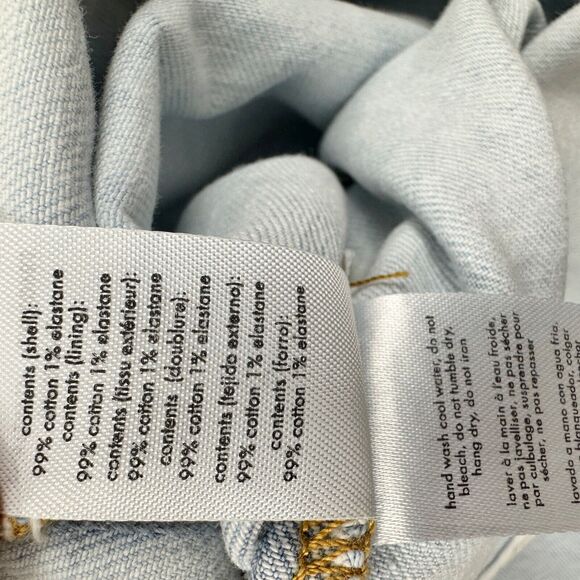 contents (shell):
99% cotton 1% elastane
contents (lining):
99% cotton 1% elastane
contents (tissu extérieur):
99% cotton 1% elastane
contents (doublure):
99% cotton 1% elastane
contents (tejido externo):
99% cotton 1% elastane
contents (forro):
99% cotton 1% elastane
hand wash cool water, do not
bleach, do not tumble dry,
hang dry, do not iron
laver à la main à l'eau froide,
ne pas javelliser, ne pas sécher
par culbulage, suspendre pour
sécher, ne pas repasser
lavado a mano con agua fría.
blanqueador, colgar